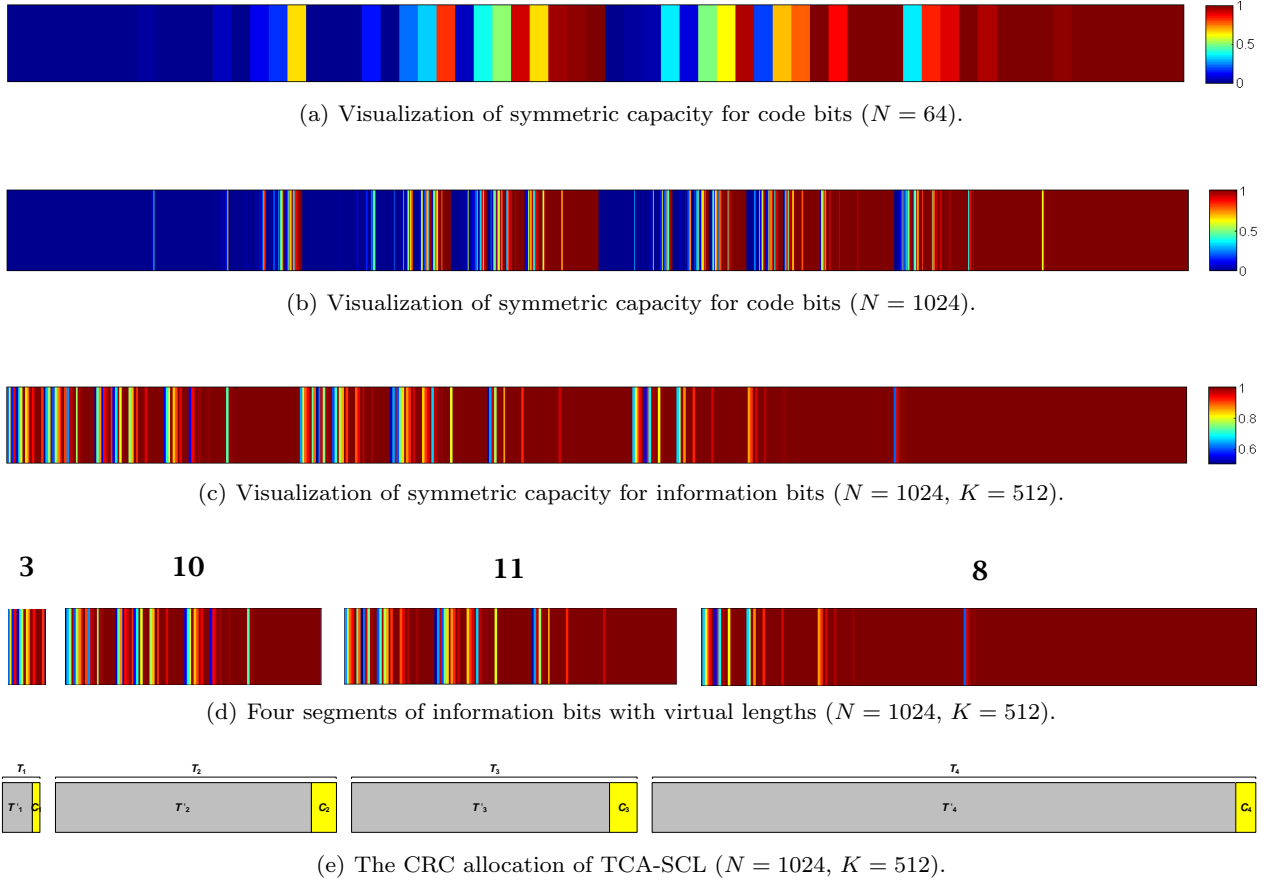 1
0.5
0
(a) Visualization of symmetric capacity for code bits (N = 64).
1
0.5
0
(b) Visualization of symmetric capacity for code bits (N = 1024).
1
0.8
0.6
(c) Visualization of symmetric capacity for information bits (N = 1024, K = 512).
3 10 11 8
(d) Four segments of information bits with virtual lengths (N = 1024, K = 512).
T1 T2 T3 T4
T'1 C T'2 C2 T'3 C3 T'4 C4
(e) The CRC allocation of TCA-SCL (N = 1024, K = 512).